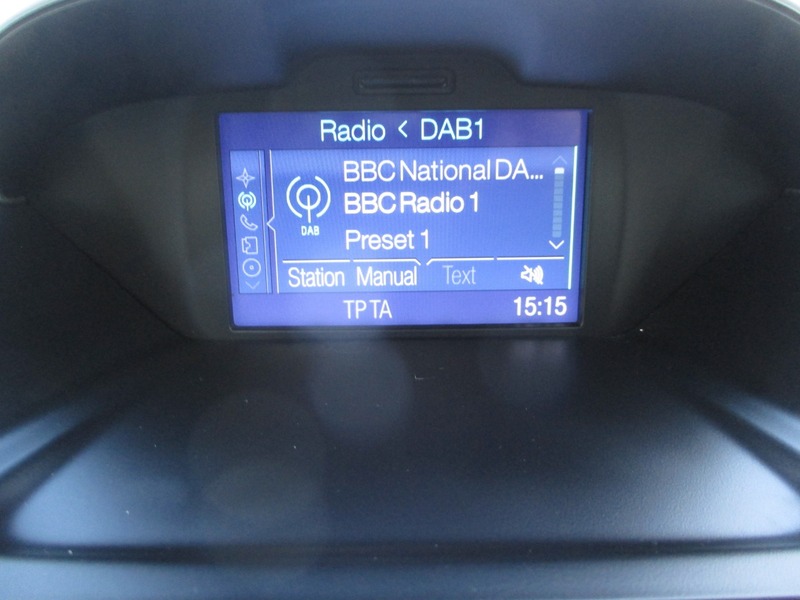 Radio < DAB1
BBC National DA...
BBC Radio 1
DAB
Preset 1
Station Manual Text
TP TA 15:15